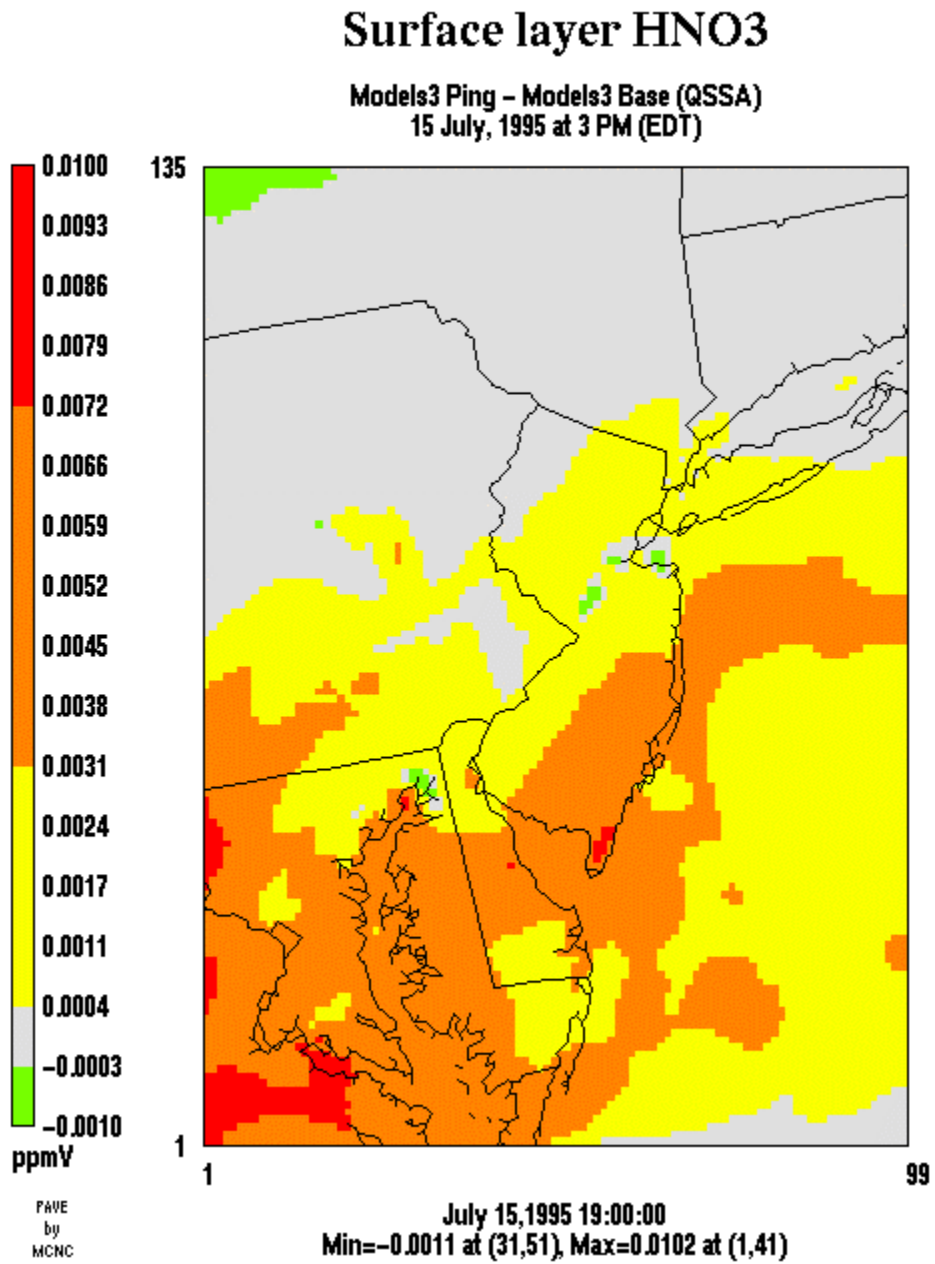 Surface layer HNO3
Models3 Ping – Models3 Base (QSSA)
15 July, 1995 at 3 PM (EDT)
0.0100
0.0093
0.0086
0.0079
0.0072
0.0066
0.0059
0.0052
0.0045
0.0038
0.0031
0.0024
0.0017
0.0011
0.0004
−0.0003
−0.0010
ppmV
PAVE
by
MCNC
135
1
1
99
July 15,1995 19:00:00
Min=−0.0011 at (31,51), Max=0.0102 at (1,41)